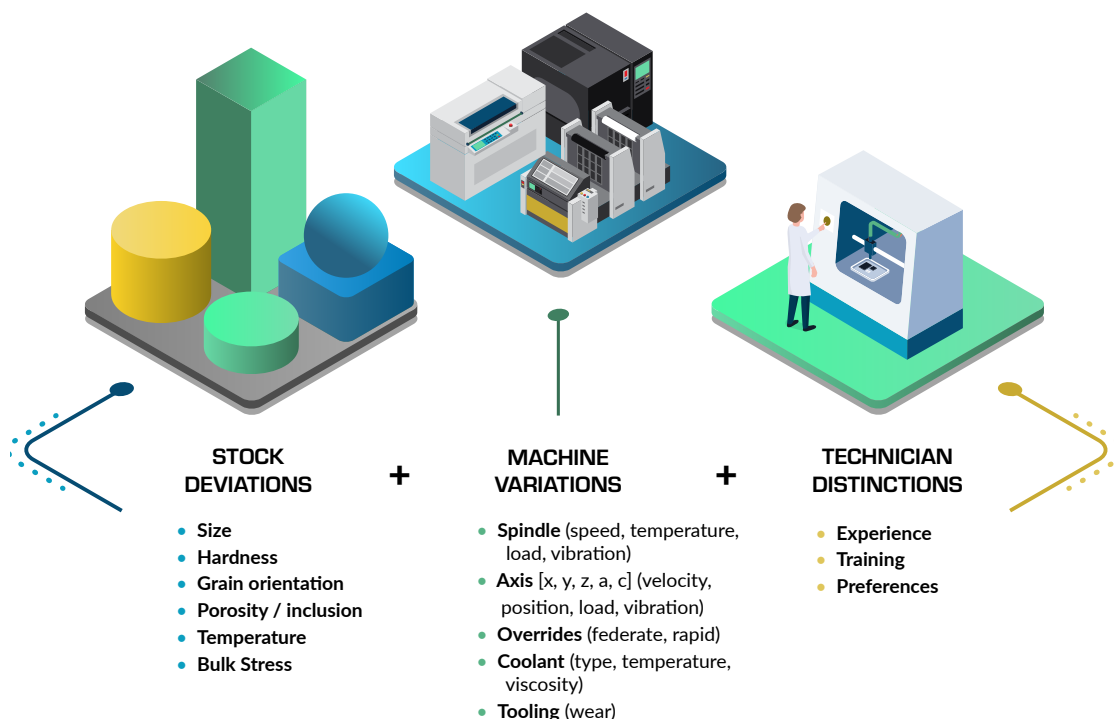 STOCK
DEVIATIONS
+
MACHINE
VARIATIONS
+
TECHNICIAN
DISTINCTIONS
• Size
• Hardness
• Grain orientation
• Porosity / inclusion
• Temperature
• Bulk Stress
• Spindle (speed, temperature,
load, vibration)
• Axis [x, y, z, a, c] (velocity,
position, load, vibration)
• Overrides (federate, rapid)
• Coolant (type, temperature,
viscosity)
• Tooling (wear)
• Experience
• Training
• Preferences